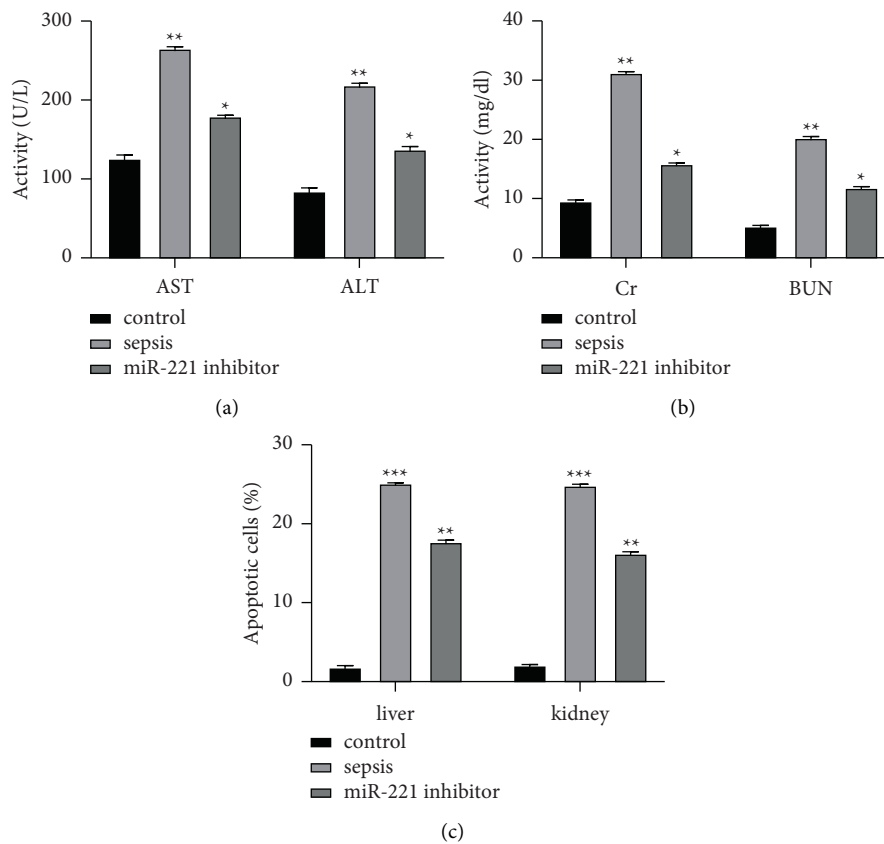 Activity (U/L)
300
200
100
0
**
*
**
*
AST
ALT
control
sepsis
miR-221 inhibitor
(a)
Activity (mg/dl)
40
30
20
10
0
**
*
**
*
Cr
BUN
control
sepsis
miR-221 inhibitor
(b)
Apoptotic cells (%)
30
20
10
0
***
**
***
**
liver
kidney
control
sepsis
miR-221 inhibitor
(c)